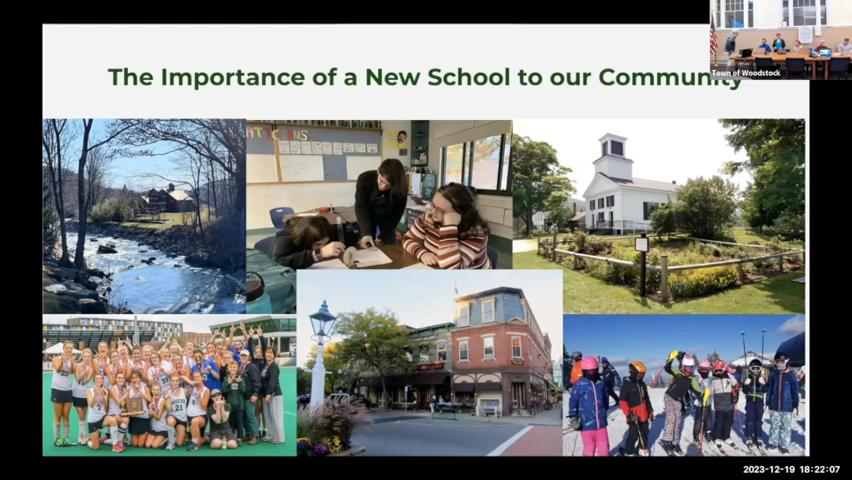 The Importance of a New School to our Community
Town of Woodstock
2023-12-19 18:22:07